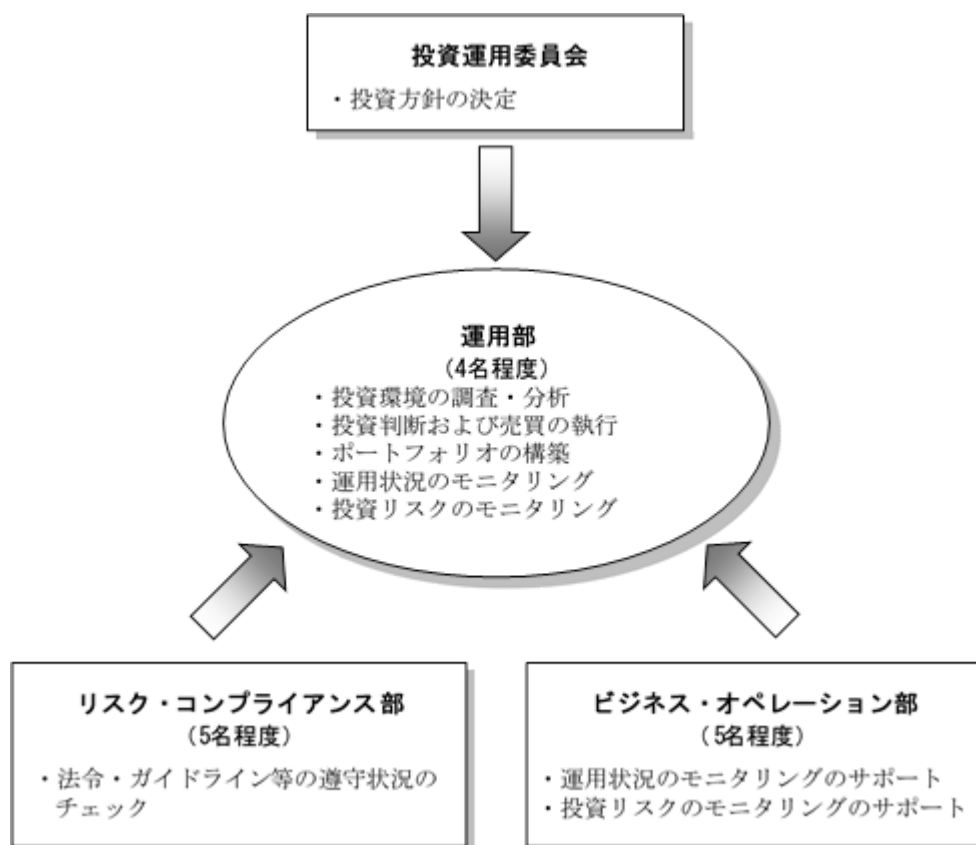 投資運用委員会
・投資方針の決定
運用部
(4名程度)
・投資環境の調査・分析
・投資判断および売買の執行
・ポートフォリオの構築
・運用状況のモニタリング
・投資リスクのモニタリング
リスク・コンプライアンス部
(5名程度)
・法令・ガイドライン等の遵守状況の
チェック
ビジネス・オペレーション部
(5名程度)
・運用状況のモニタリングのサポート
・投資リスクのモニタリングのサポート